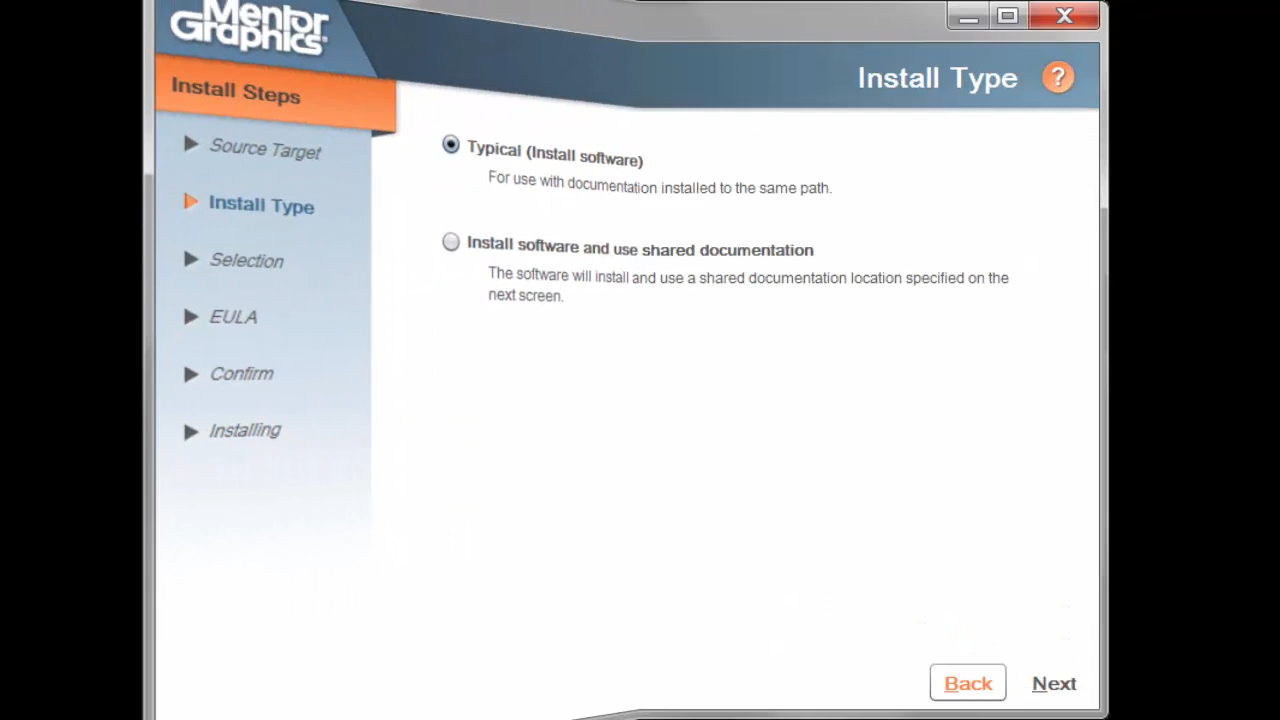 Mentor
Graphics
Install Type ?
Install Steps
Source Target
Install Type
Selection
EULA
Confirm
Installing
Typical (Install software)
For use with documentation installed to the same path.
Install software and use shared documentation
The software will install and use a shared documentation location specified on the
next screen.
Back Next